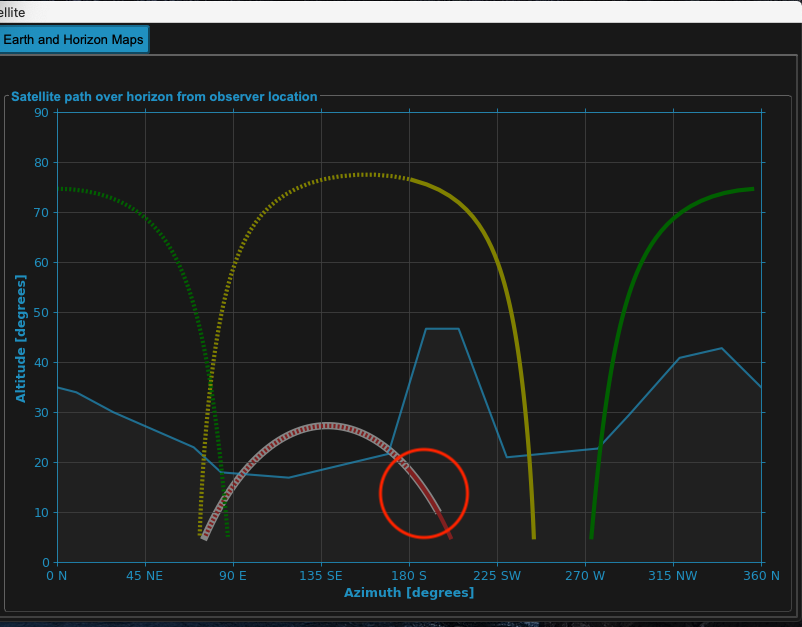 ellite
Earth and Horizon Maps
Satellite path over horizon from observer location
90
80
70
60
50
40
30
20
10
0
Altitude [degrees]
0 N 45 NE 90 E 135 SE 180 S 225 SW 270 W 315 NW 360 N
Azimuth [degrees]